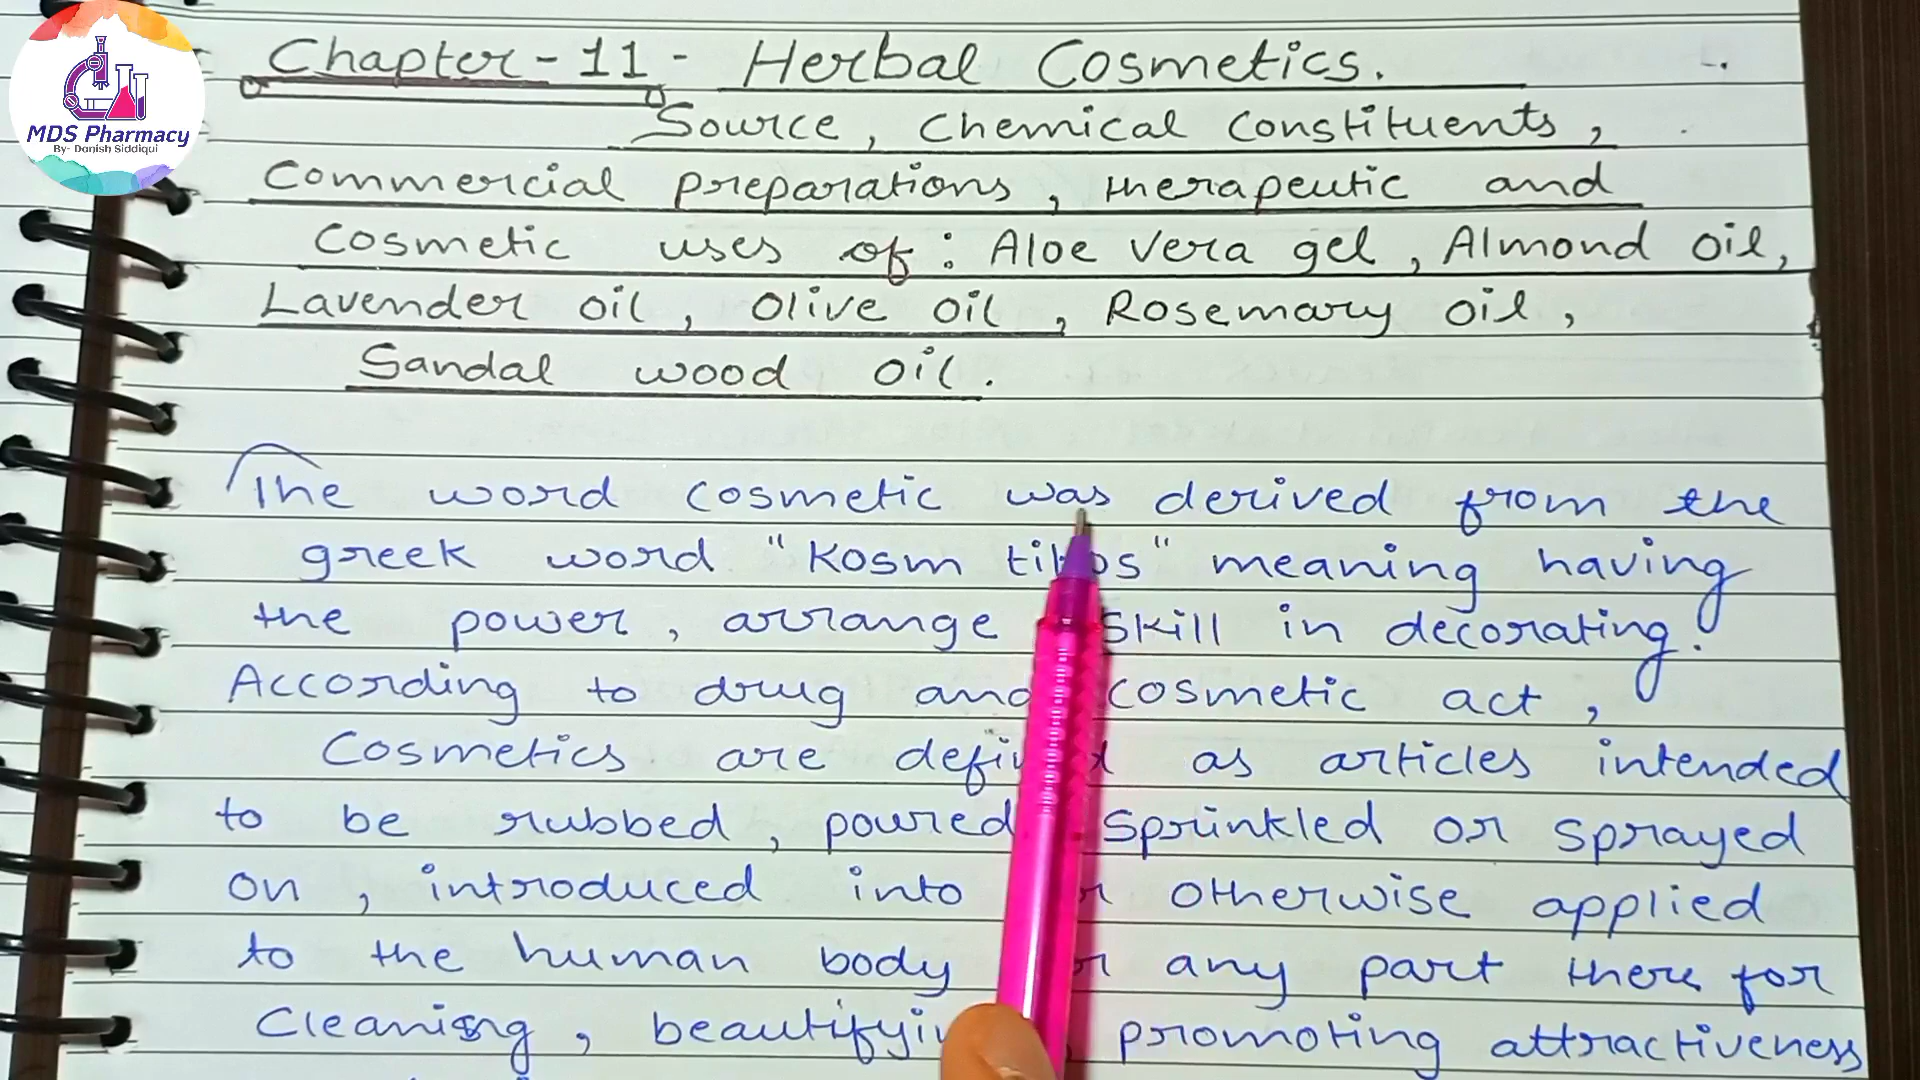 MDS Pharmacy
By- Danish Siddiqui
Chapter - 11 - Herbal Cosmetics.
Source, Chemical Constituents,
Commercial preparations, therapeutic and
Cosmetic uses of : Aloe Vera gel, Almond oil,
Lavender oil, Olive oil, Rosemary oil,
Sandal wood oil.
The word cosmetic was derived from the
greek word "Kosm tikos" meaning having
the power, arrange skill in decorating.
According to drug and cosmetic act,
Cosmetics are defined as articles intended
to be rubbed, poured sprinkled or sprayed
on, introduced into or otherwise applied
to the human body or any part there for
Cleanisng, beautifying, promoting attractiveness